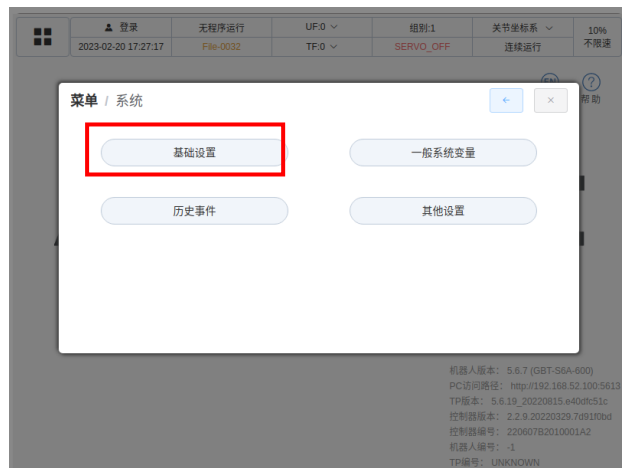 登录 无程序运行 UF:0 组别:1 关节坐标系 10%
2023-02-20 17:27:17 File-0032 TF:0 SERVO_OFF 连续运行 不限速
EN
帮助
菜单 / 系统
基础设置 一般系统变量
历史事件 其他设置
机器人版本: 5.6.7 (GBT-S6A-600)
PC访问路径: http://192.168.52.100:5613
TP版本: 5.6.19_20220815.e40dfc51c
控制器版本: 2.2.9.20220329.7d91f0bd
控制器编号: 220607B2010001A2
机器人编号: -1
TP编号: UNKNOWN